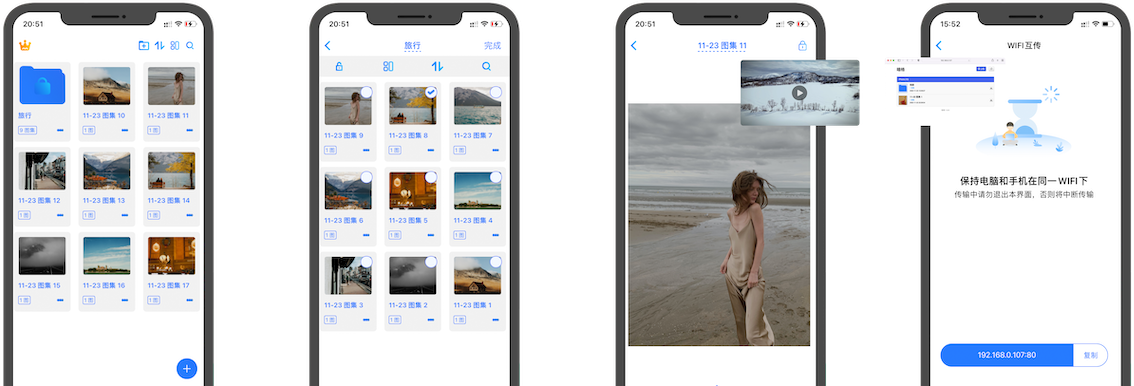 20:51
旅行
9 图集
11-23 图集 10
1 图
11-23 图集 11
1 图
11-23 图集 12
1 图
11-23 图集 13
1 图
11-23 图集 14
1 图
11-23 图集 15
1 图
11-23 图集 16
1 图
11-23 图集 17
1 图
20:51
旅行
完成
11-23 图集 9
1 图
11-23 图集 8
1 图
11-23 图集 7
1 图
11-23 图集 6
1 图
11-23 图集 5
1 图
11-23 图集 4
1 图
11-23 图集 3
1 图
11-23 图集 2
1 图
11-23 图集 1
1 图
20:51
11-23 图集 11
15:52
WIFI互传
保持电脑和手机在同一WIFI下
传输中请勿退出本界面，否则将中断传输
192.168.0.107:80
复制